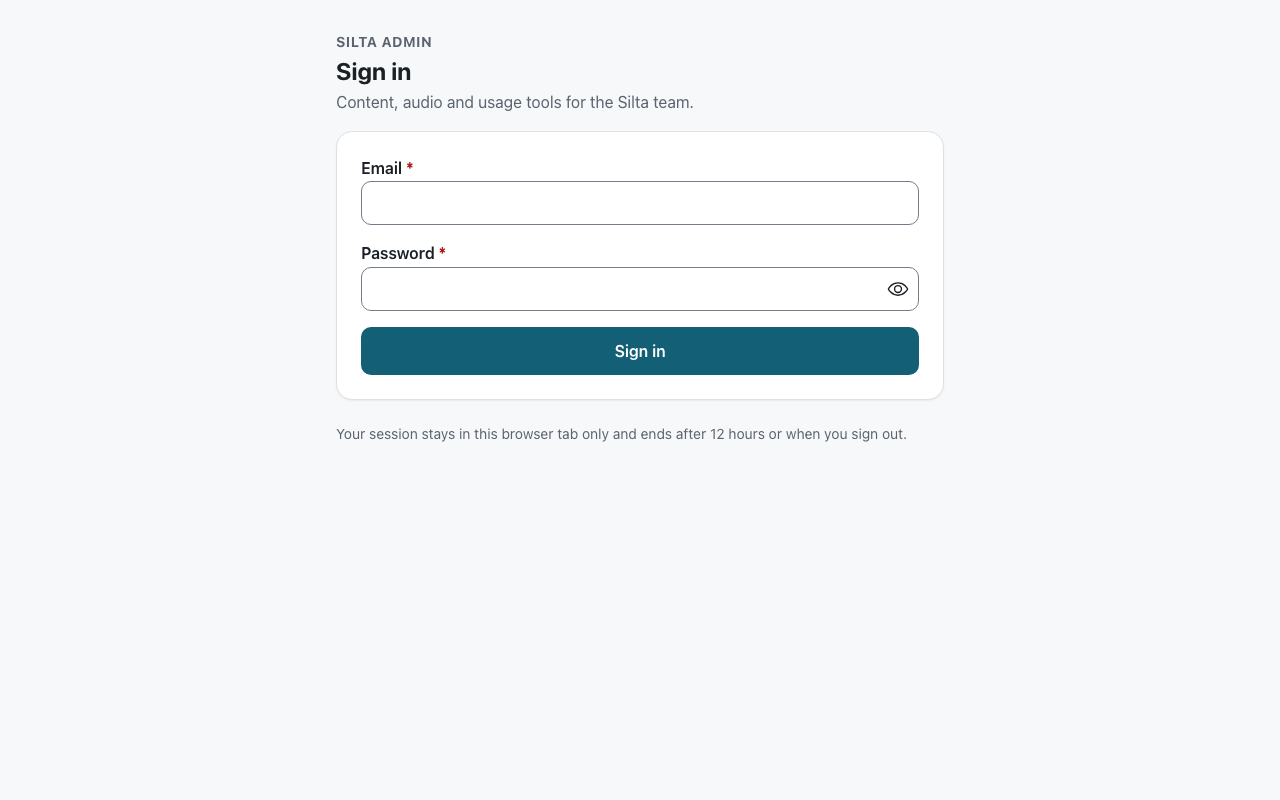 SILTA ADMIN
Sign in
Content, audio and usage tools for the Silta team.
Email *
Password *
Sign in
Your session stays in this browser tab only and ends after 12 hours or when you sign out.